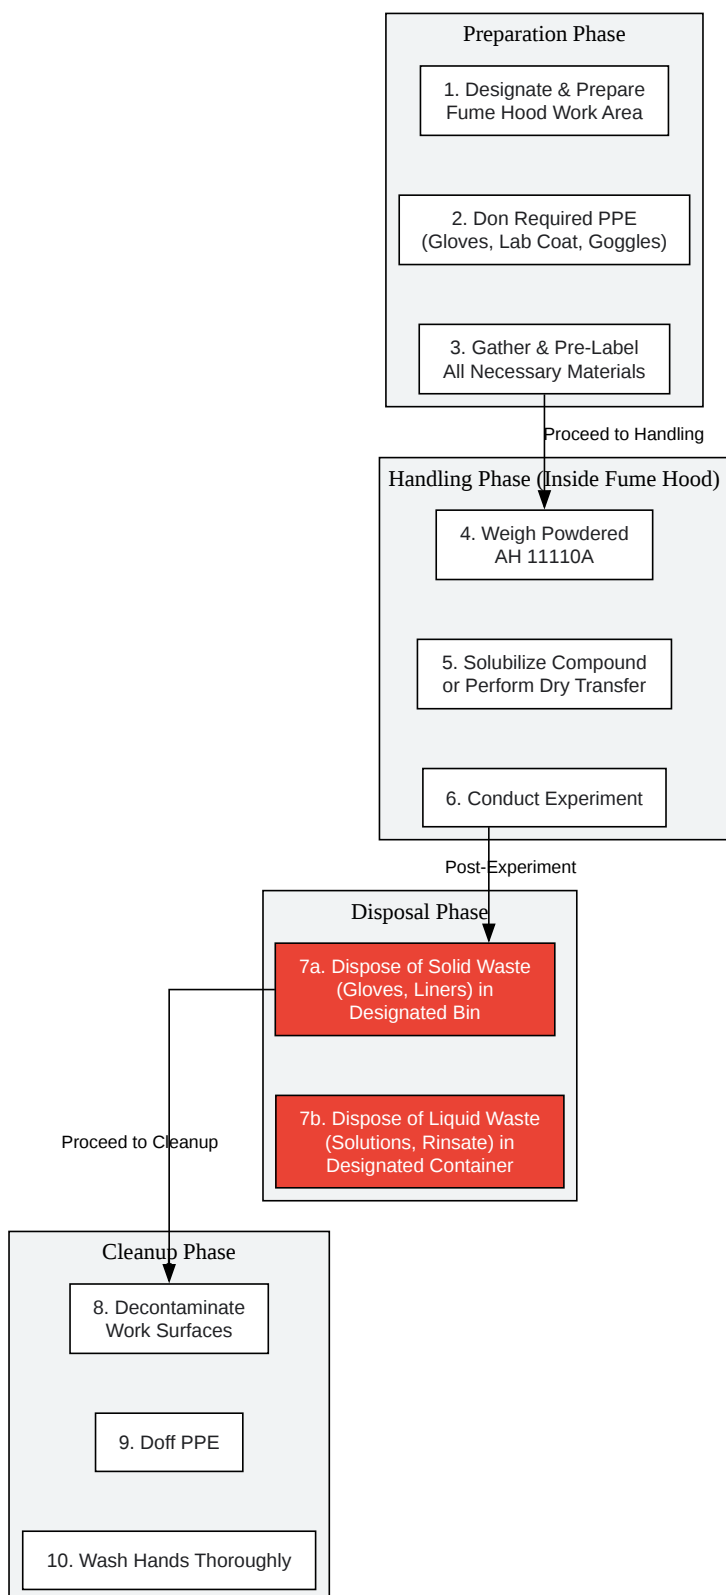 Preparation Phase
1. Designate & Prepare
Fume Hood Work Area
2. Don Required PPE
(Gloves, Lab Coat, Goggles)
3. Gather & Pre-Label
All Necessary Materials
Proceed to Handling
Handling Phase (Inside Fume Hood)
4. Weigh Powdered
AH 11110A
5. Solubilize Compound
or Perform Dry Transfer
6. Conduct Experiment
Post-Experiment
Disposal Phase
7a. Dispose of Solid Waste
(Gloves, Liners) in
Designated Bin
7b. Dispose of Liquid Waste
(Solutions, Rinsate) in
Designated Container
Proceed to Cleanup
Cleanup Phase
8. Decontaminate
Work Surfaces
9. Doff PPE
10. Wash Hands Thoroughly